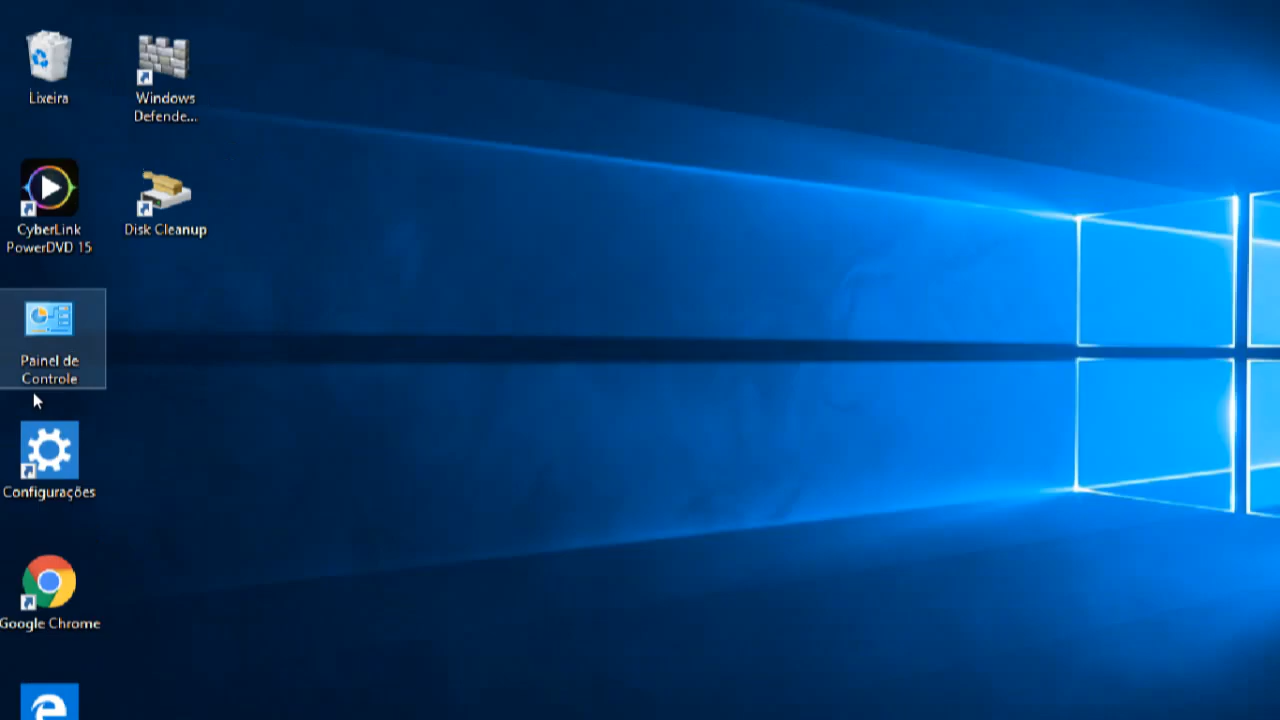 Lixeira
Windows
Defende...
CyberLink
PowerDVD 15
Disk Cleanup
Painel de
Controle
Configurações
Google Chrome